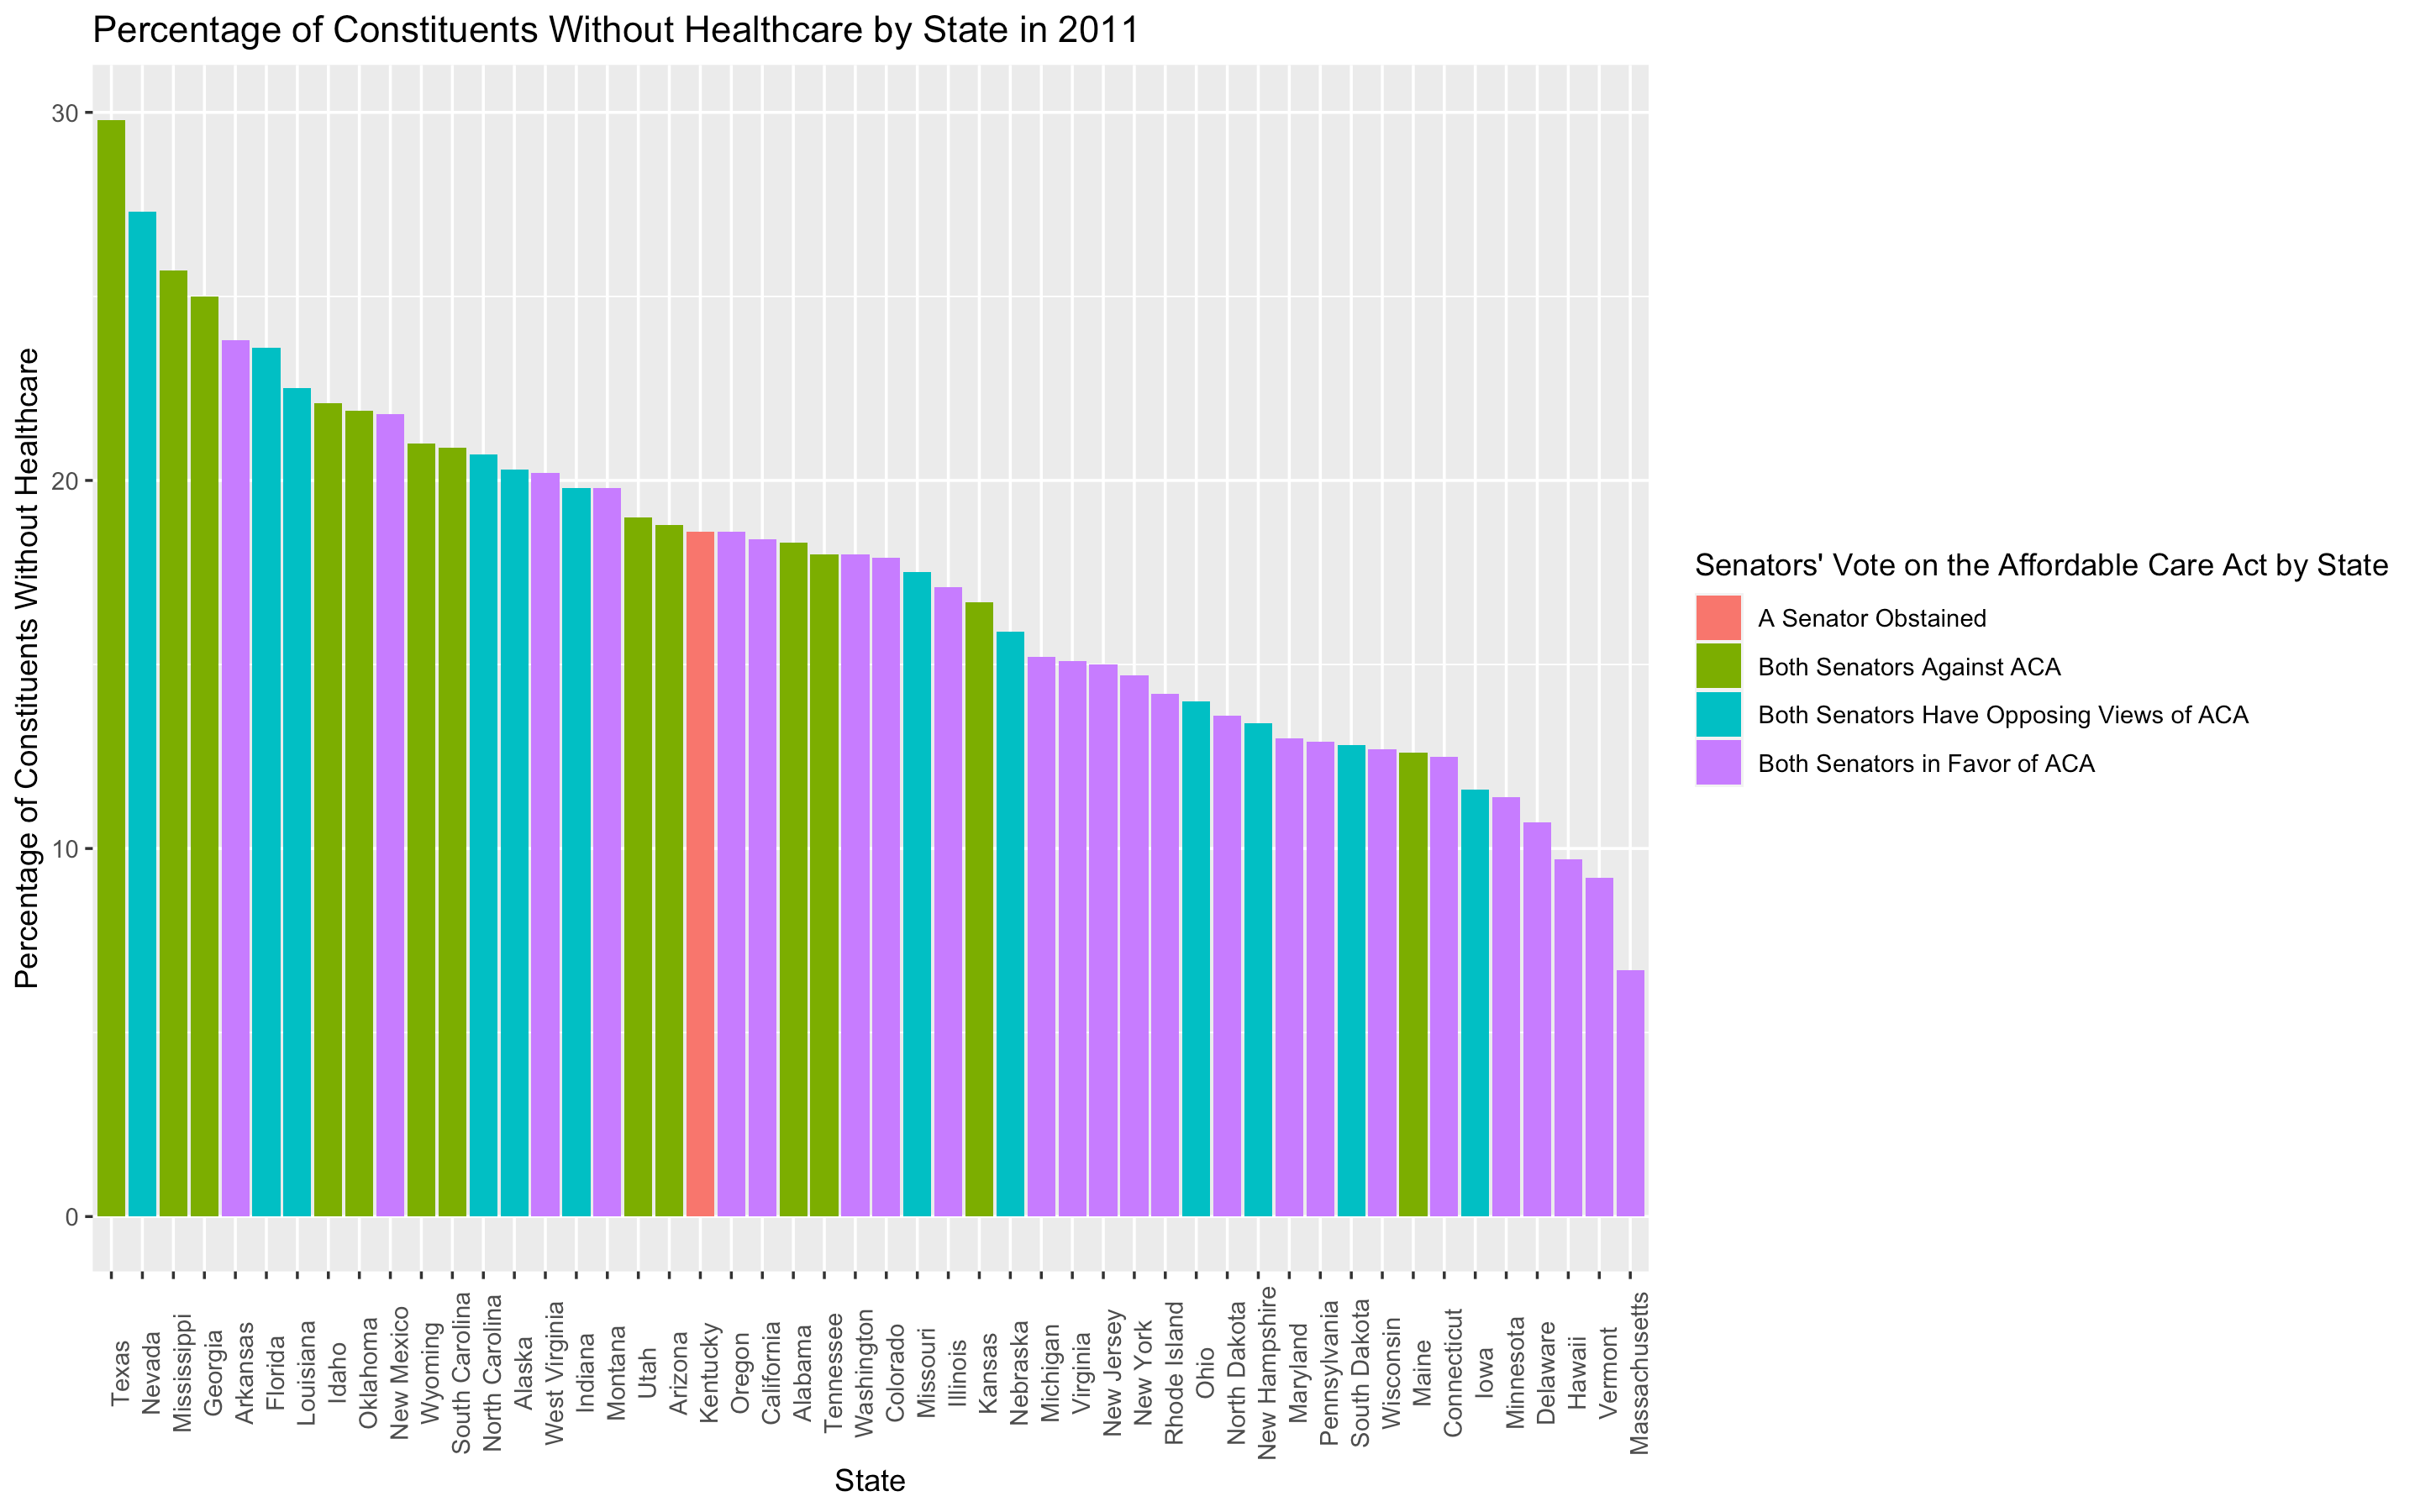 Percentage of Constituents Without Healthcare by State in 2011
Percentage of Constituents Without Healthcare
30
20
10
0
Texas
Nevada
Mississippi
Georgia
Arkansas
Florida
Louisiana
Idaho
Oklahoma
New Mexico
Wyoming
South Carolina
North Carolina
Alaska
West Virginia
Indiana
Montana
Utah
Arizona
Kentucky
Oregon
California
Alabama
Tennessee
Washington
Colorado
Missouri
Illinois
Kansas
Nebraska
Michigan
Virginia
New Jersey
New York
Rhode Island
Ohio
North Dakota
New Hampshire
Maryland
Pennsylvania
South Dakota
Wisconsin
Maine
Connecticut
Iowa
Minnesota
Delaware
Hawaii
Vermont
Massachusetts
State
Senators' Vote on the Affordable Care Act by State
A Senator Obstained
Both Senators Against ACA
Both Senators Have Opposing Views of ACA
Both Senators in Favor of ACA